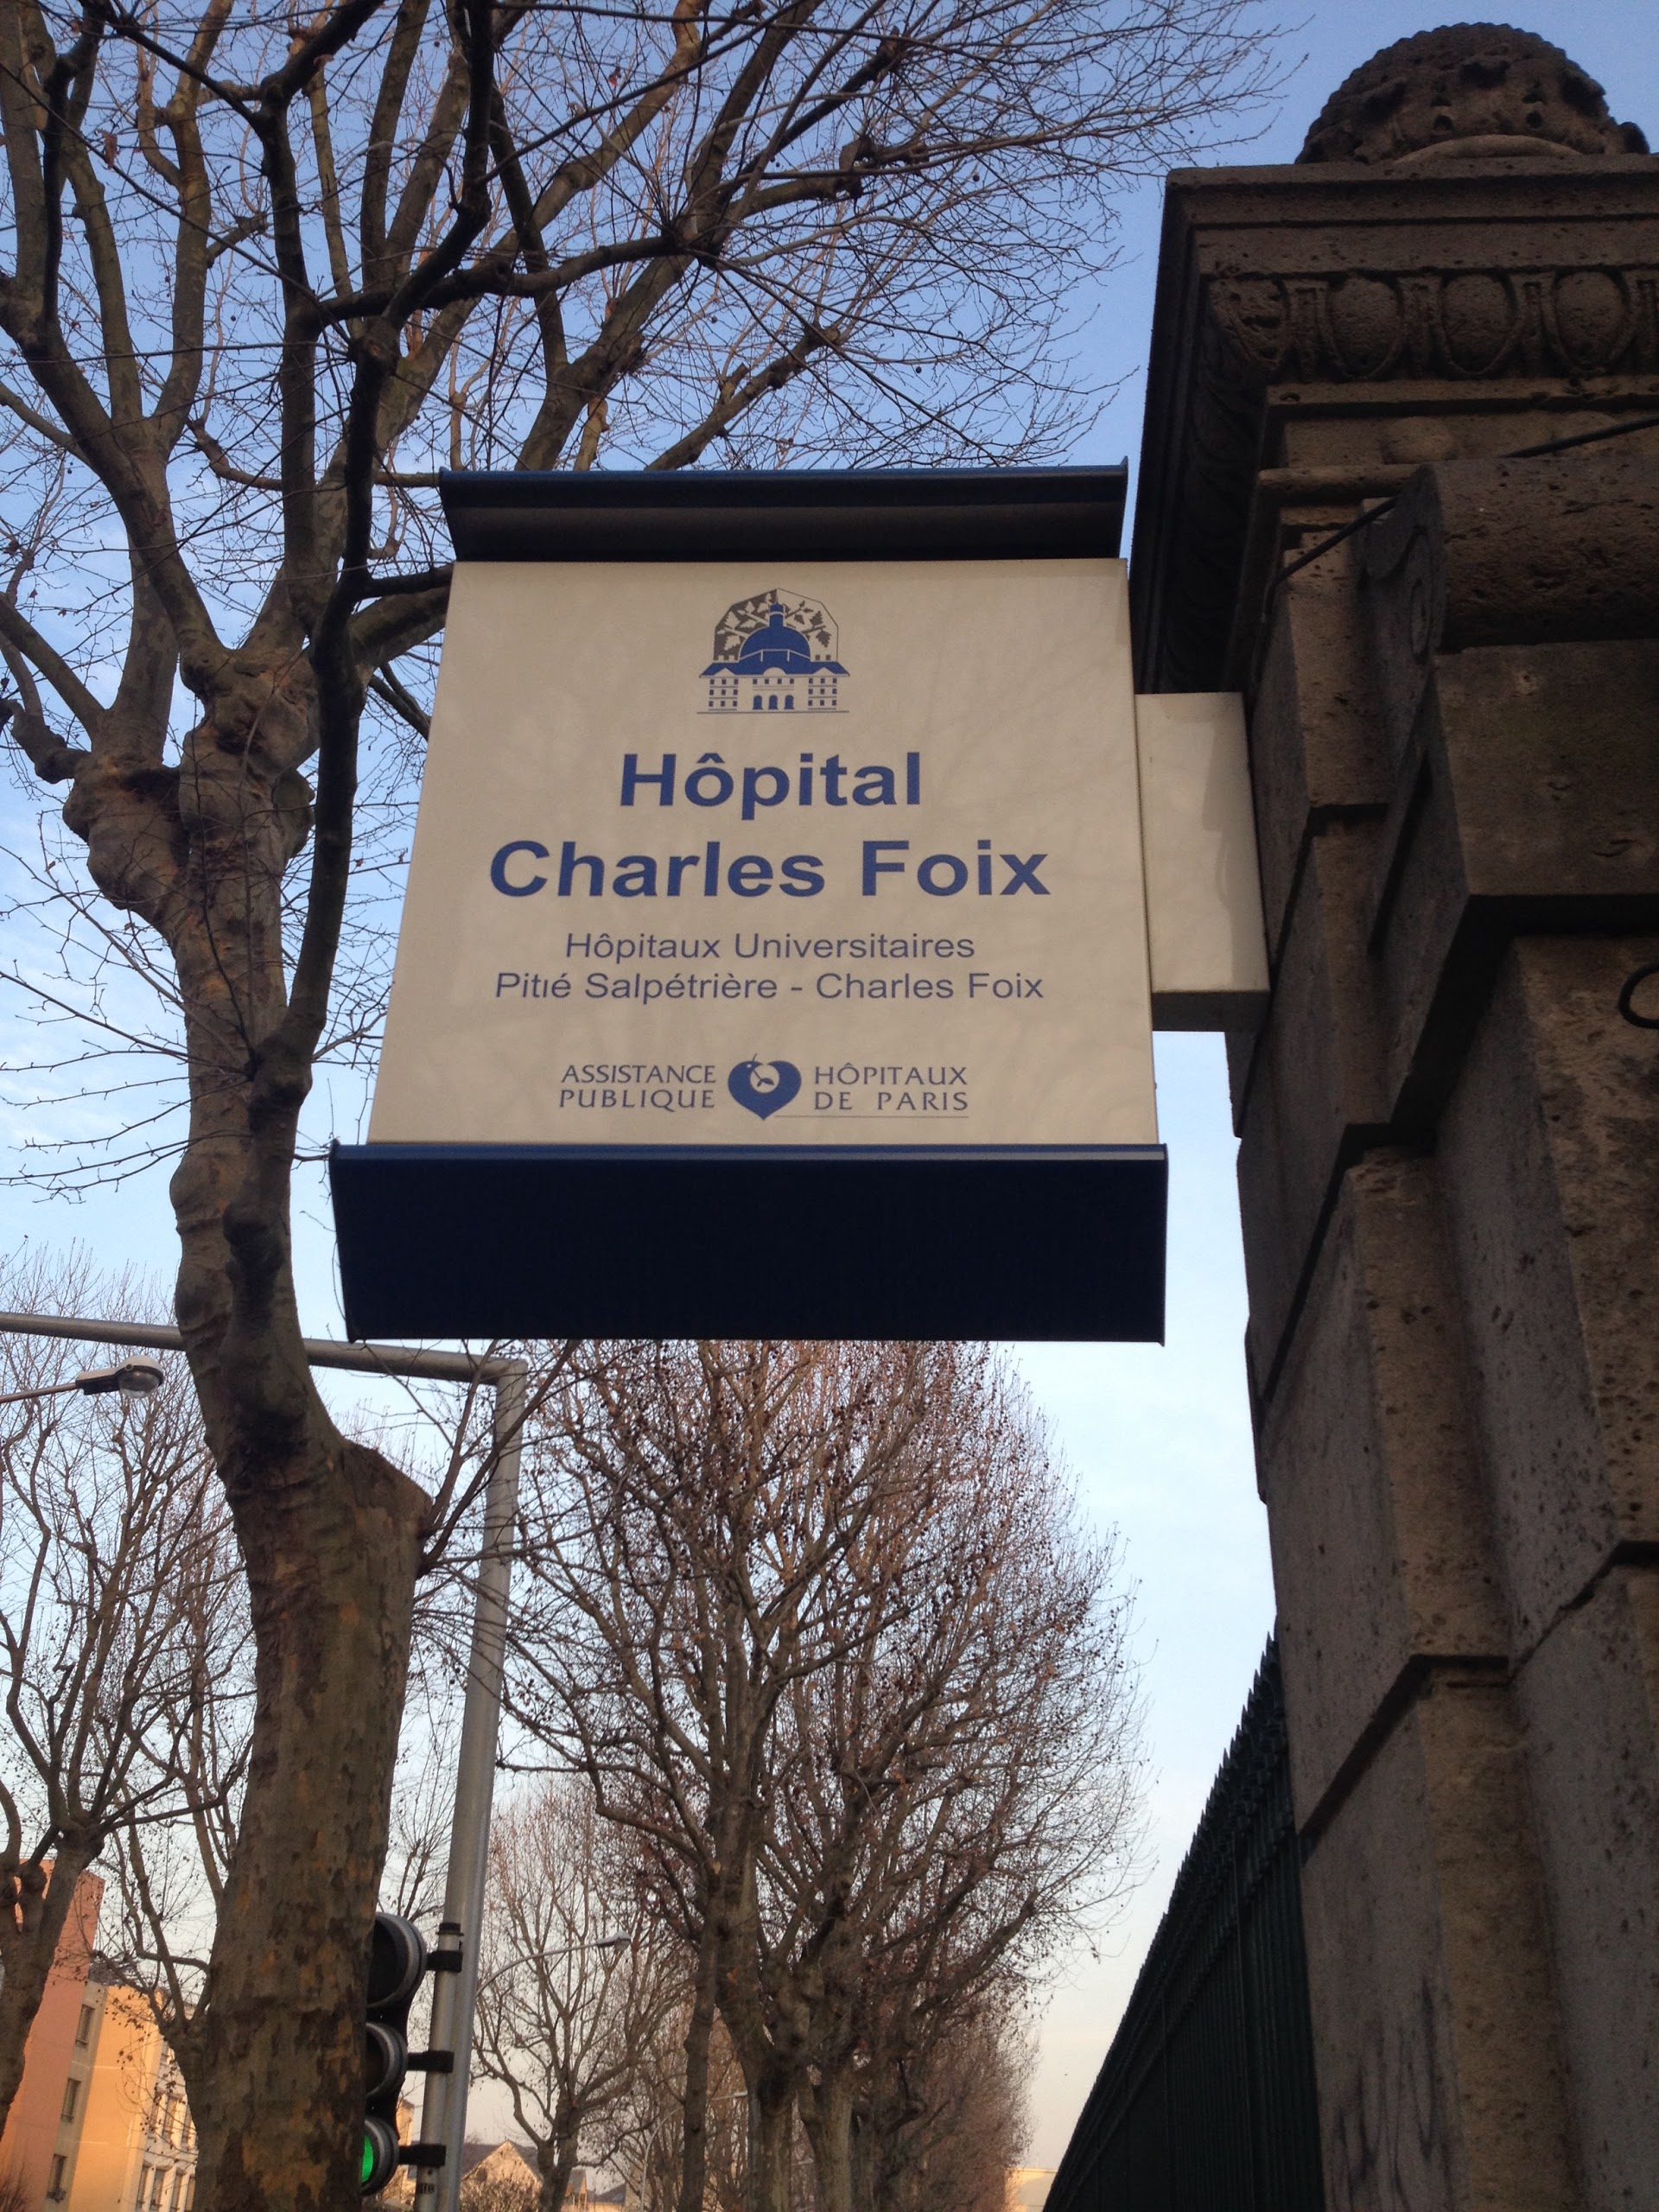 Hôpital
Charles Foix
Hôpitaux Universitaires
Pitié Salpétrière - Charles Foix
ASSISTANCE HÔPITAUX
PUBLIQUE DE PARIS